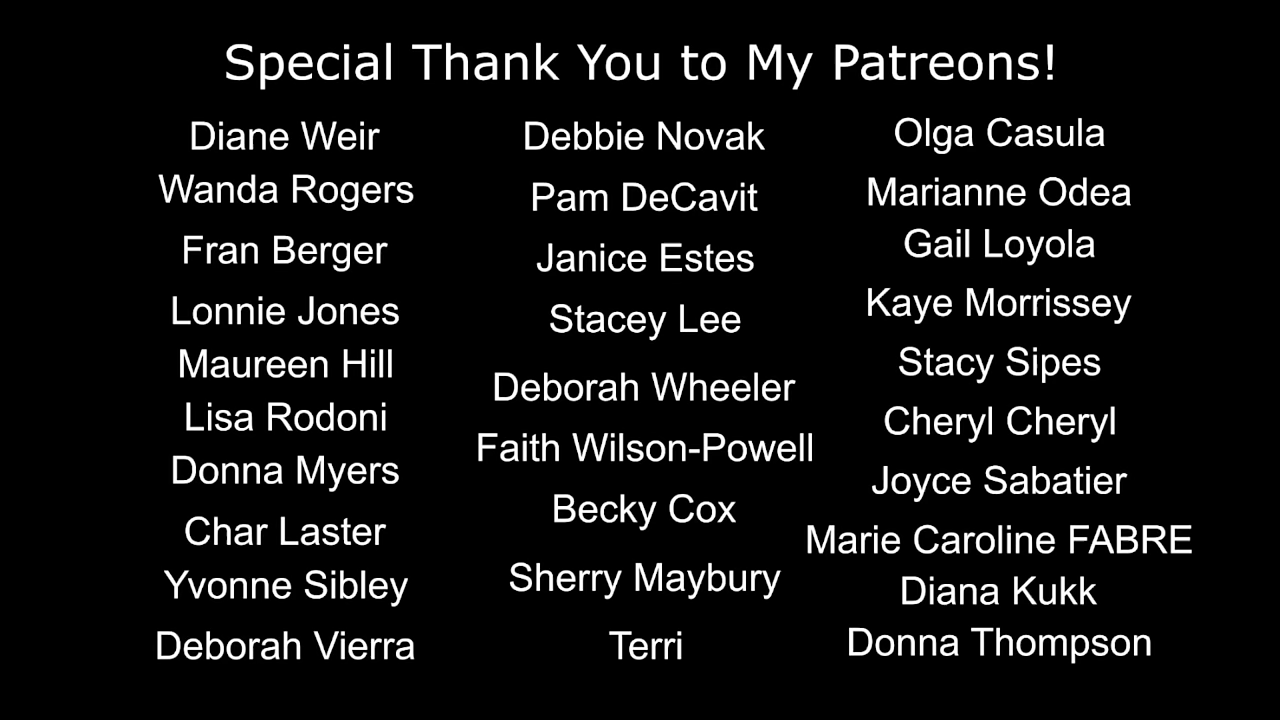 Special Thank You to My Patreons!
Diane Weir
Wanda Rogers
Fran Berger
Lonnie Jones
Maureen Hill
Lisa Rodoni
Donna Myers
Char Laster
Yvonne Sibley
Deborah Vierra
Debbie Novak
Pam DeCavit
Janice Estes
Stacey Lee
Deborah Wheeler
Faith Wilson-Powell
Becky Cox
Sherry Maybury
Terri
Olga Casula
Marianne Odea
Gail Loyola
Kaye Morrissey
Stacy Sipes
Cheryl Cheryl
Joyce Sabatier
Marie Caroline FABRE
Diana Kukk
Donna Thompson